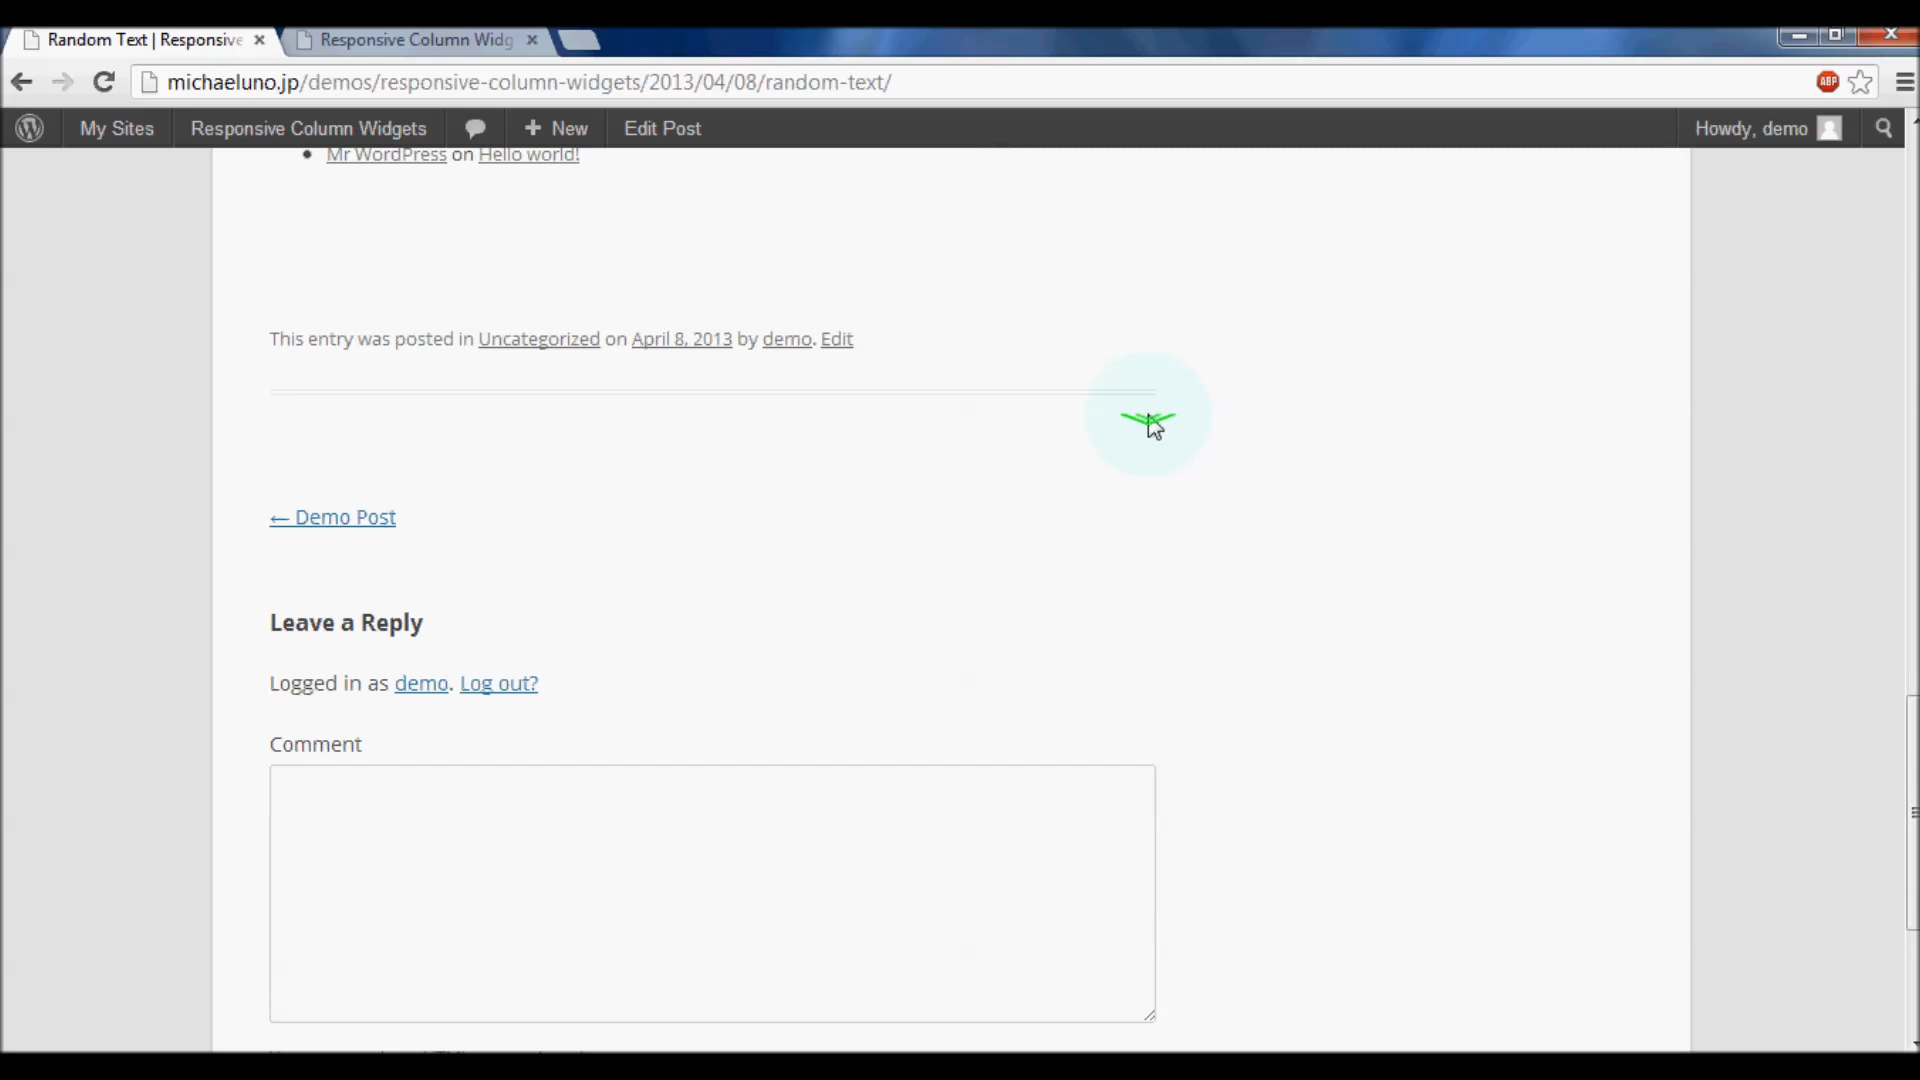 Random Text | Responsive
Responsive Column Widg
michaeluno.jp/demos/responsive-column-widgets/2013/04/08/random-text/
ABP
My Sites
Responsive Column Widgets
+ New
Edit Post
Howdy, demo
Mr WordPress on Hello world!
This entry was posted in Uncategorized on April 8, 2013 by demo. Edit
← Demo Post
Leave a Reply
Logged in as demo. Log out?
Comment